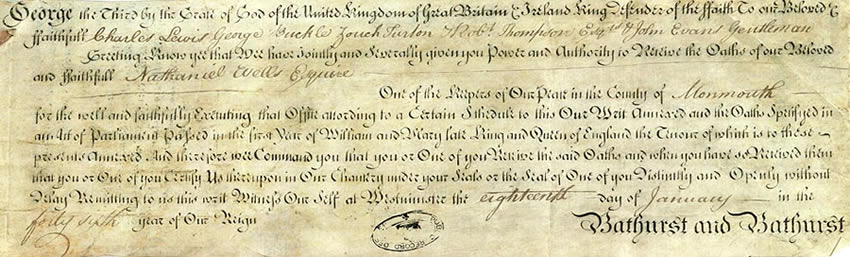 George the Third by the Grace of God of the United Kingdom of Great Britain & Ireland King Defender of the Ffaith To our Beloved &
Ffaithfull Charles Lewis George Buckle Zouch Turton & Robt. Thompson Esqrs. & John Evans Gentleman
Greeting Know yee that Wee have Jointly and Severally given you Power and Authority to Receive the Oaths of our Beloved
and ffaithfull Nathaniel Wells Esquire
One of the Keepers of Our Peace in the County of Monmouth
for the well and faithfully Executing that Office according to a Certain Schedule to this Our Writ Annexed and the Oaths Specifyed in
an Act of Parliament Passed in the first Year of William and Mary late King and Queen of England the Tenour of which is to these
presents Annexed And therefore wee Command you that you or One of you Receive the said Oaths and when you have so Received them
that you or One of you Certify Us thereupon in Our Chancery under your Seals or the Seal of One of you Distinctly and Openly without
Delay Remitting to us this writ Witness Our Self at Westminster the eighteenth day of January in the
forty sixth year of Our Reign
Bathurst and Bathurst
RECORD OFF